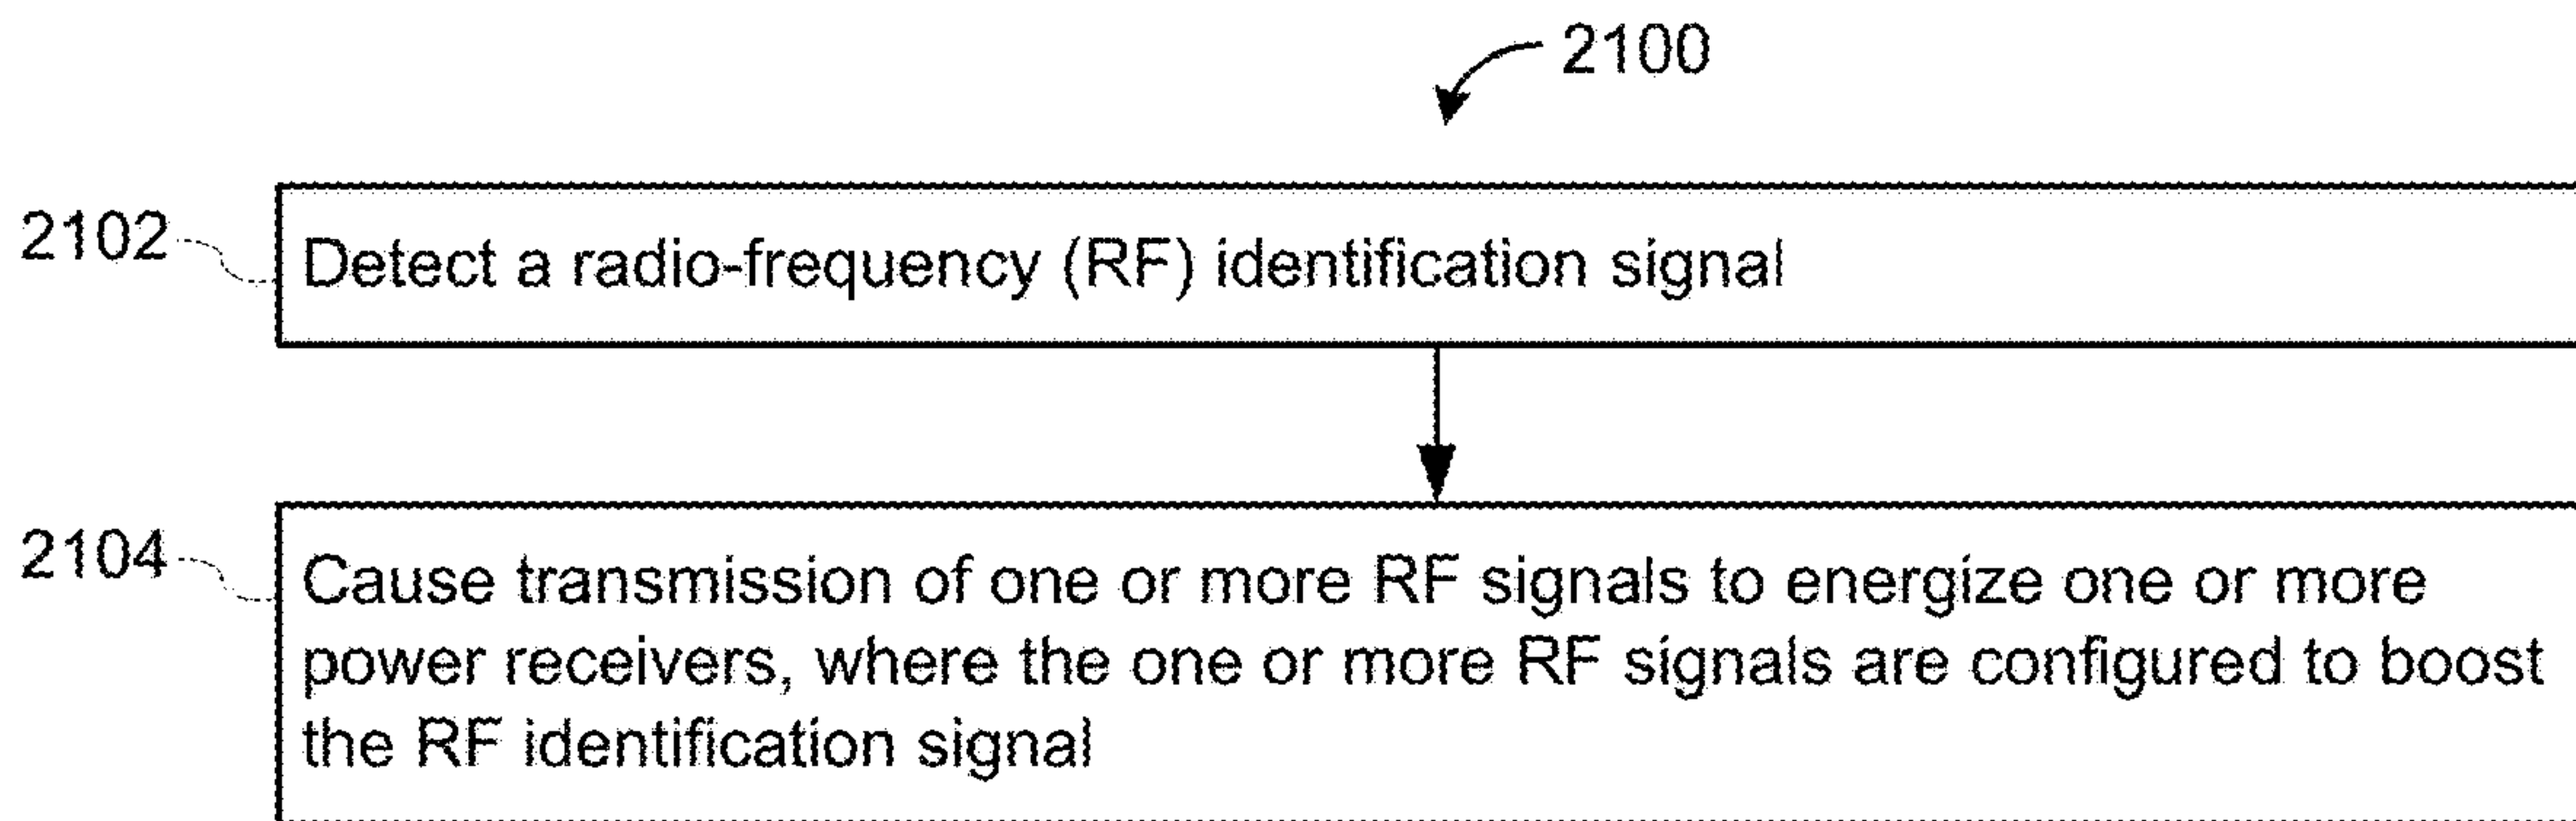 2100
2102
Detect a radio-frequency (RF) identification signal
2104
Cause transmission of one or more RF signals to energize one or more
power receivers, where the one or more RF signals are configured to boost
the RF identification signal